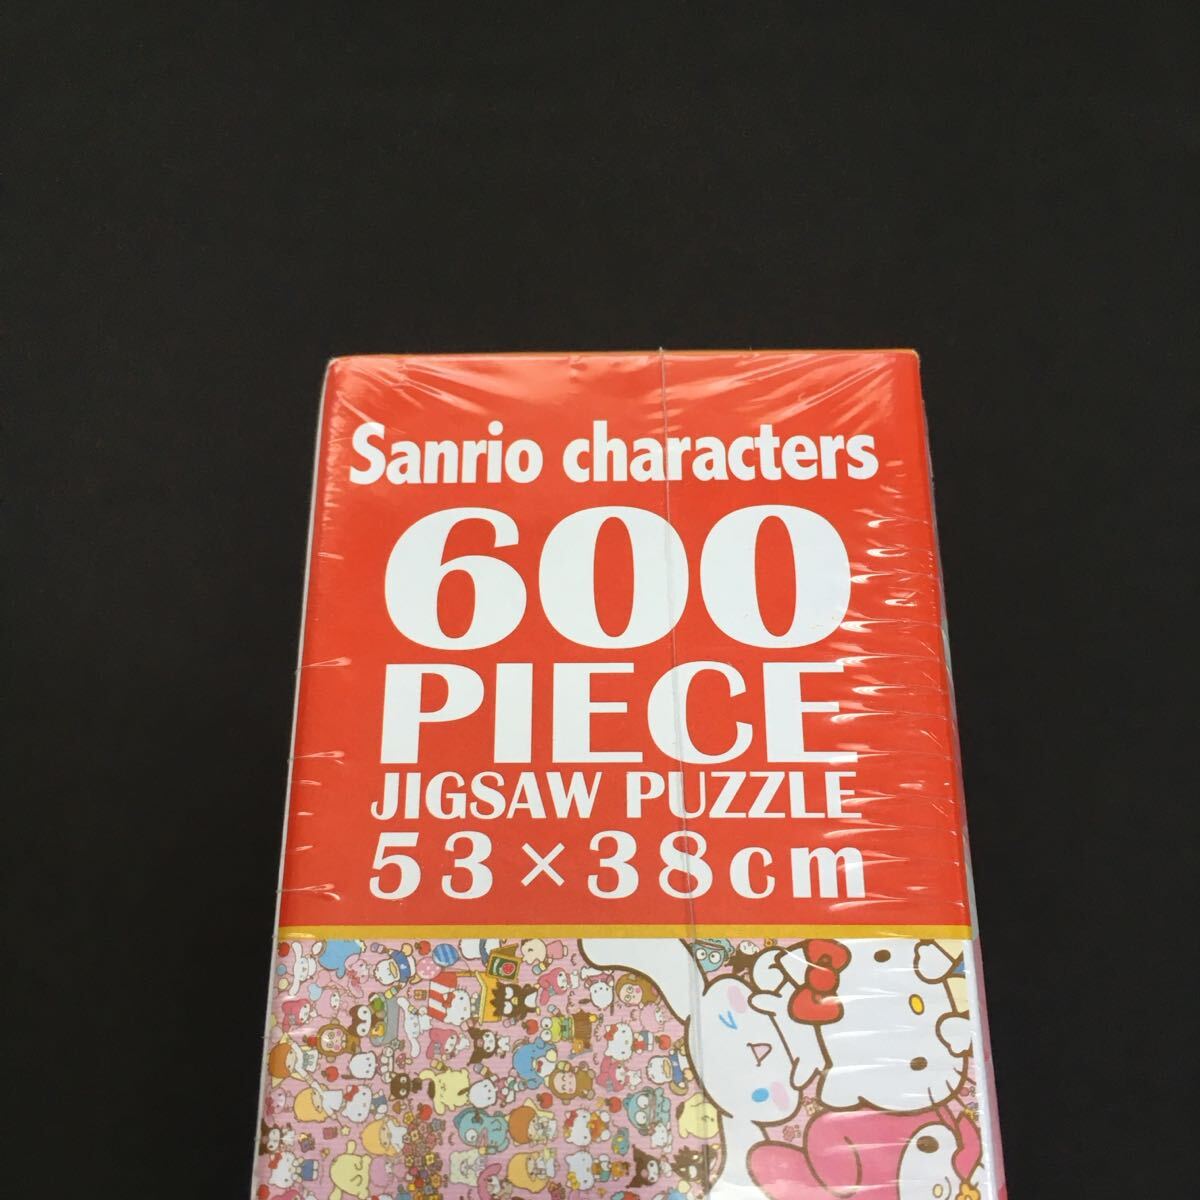 Sanrio characters
600
PIECE
JIGSAW PUZZLE
53×38cm